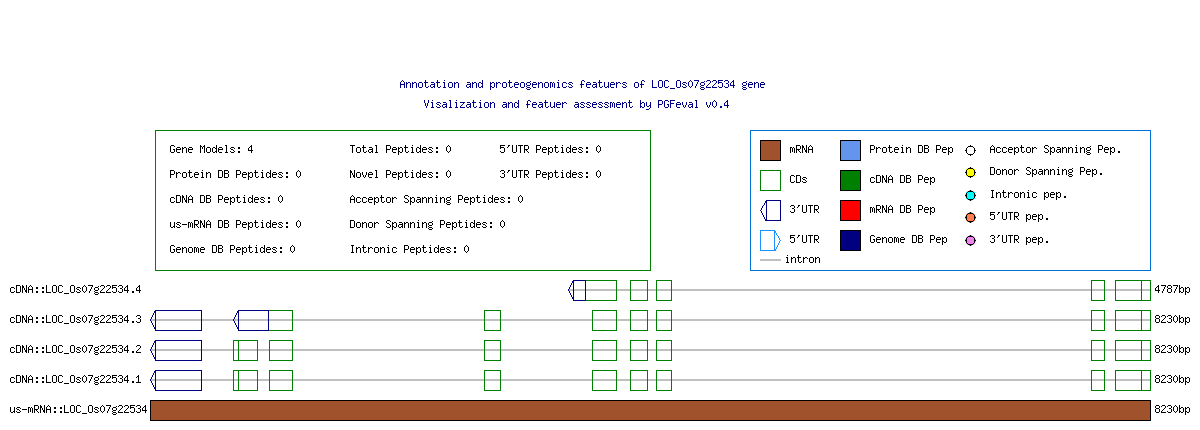 Annotation and proteogenomics featuers of LOC_Os07g22534 gene
Visalization and featuer assessment by PGFeval v0.4
Gene Models: 4 Total Peptides: 0 5'UTR Peptides: 0
Protein DB Peptides: 0 Novel Peptides: 0 3'UTR Peptides: 0
cDNA DB Peptides: 0 Acceptor Spanning Peptides: 0
us-mRNA DB Peptides: 0 Donor Spanning Peptides: 0
Genome DB Peptides: 0 Intronic Peptides: 0
mRNA Protein DB Pep Acceptor Spanning Pep.
CDs cDNA DB Pep Donor Spanning Pep.
3'UTR mRNA DB Pep Intronic pep.
5'UTR Genome DB Pep 5'UTR pep.
intron 3'UTR pep.
cDNA::LOC_Os07g22534.4 4787bp
cDNA::LOC_Os07g22534.3 8230bp
cDNA::LOC_Os07g22534.2 8230bp
cDNA::LOC_Os07g22534.1 8230bp
us-mRNA::LOC_Os07g22534 8230bp